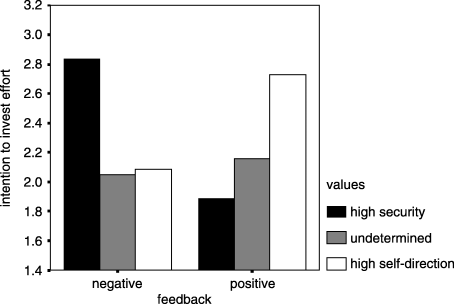 3.2
3.0
2.8
2.6
2.4
2.2
2.0
1.8
1.6
1.4
intention to invest effort
negative
positive
feedback
values
high security
undetermined
high self-direction